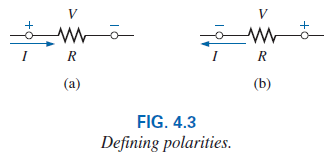 V V
+ − − +
I R I R
(a) (b)
FIG. 4.3
Defining polarities.